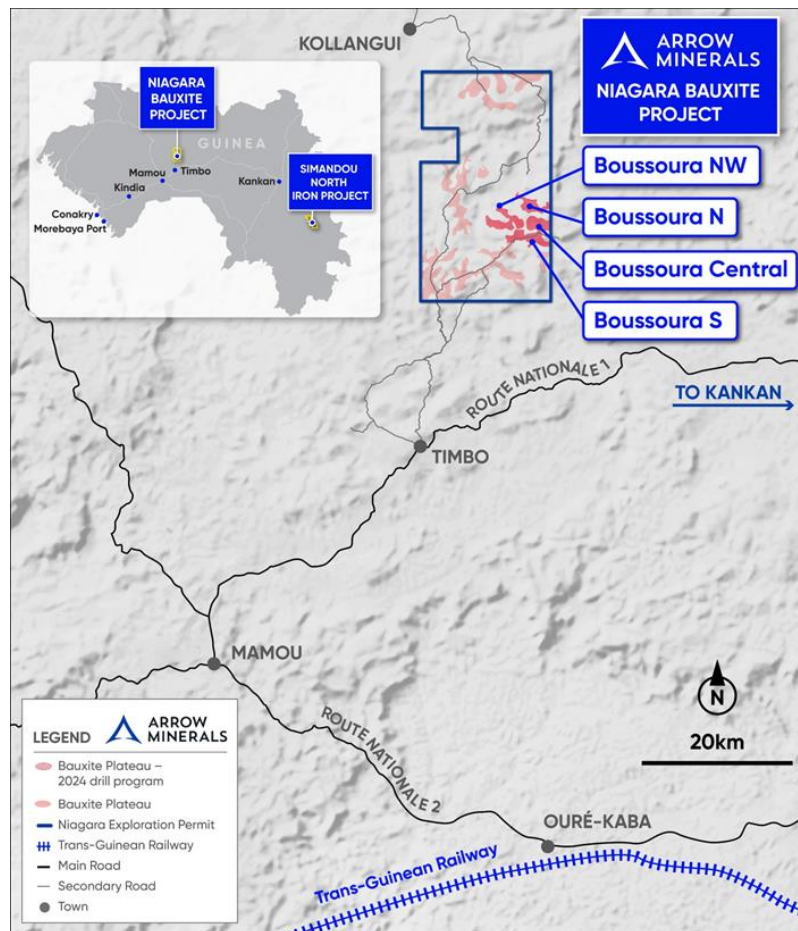 KOLLANGUI
ARROW
MINERALS
NIAGARA BAUXITE
PROJECT
NIAGARA
BAUXITE
PROJECT
GUINEA
Mamou
Timbo
Kindia
Kankan
SIMANDOU
NORTH
IRON PROJECT
Conakry
Morebaya Port
Boussoura NW
Boussoura N
Boussoura Central
Boussoura S
ROUTE NATIONALE 1
TO KANKAN
TIMBO
MAMOU
ROUTE NATIONALE 2
N
20km
OURÉ-KABA
Trans-Guinean Railway
LEGEND
ARROW
MINERALS
Bauxite Plateau –
2024 drill program
Bauxite Plateau
Niagara Exploration Permit
Trans-Guinean Railway
Main Road
Secondary Road
Town